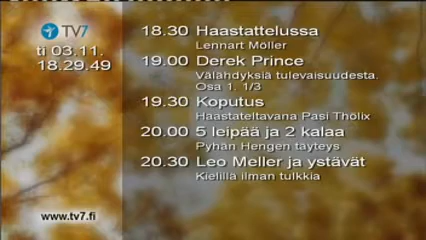 TV7
ti 03.11.
18.29.49
18.30 Haastattelussa
Lennart Möller
19.00 Derek Prince
Välähdyksiä tulevaisuudesta.
Osa 1, 1/3
19.30 Koputus
Haastateltavana Pasi Thölix
20.00 5 leipää ja 2 kalaa
Pyhän Hengen täyteys
20.30 Leo Meller ja ystävät
Kielillä ilman tulkkia
www.tv7.fi